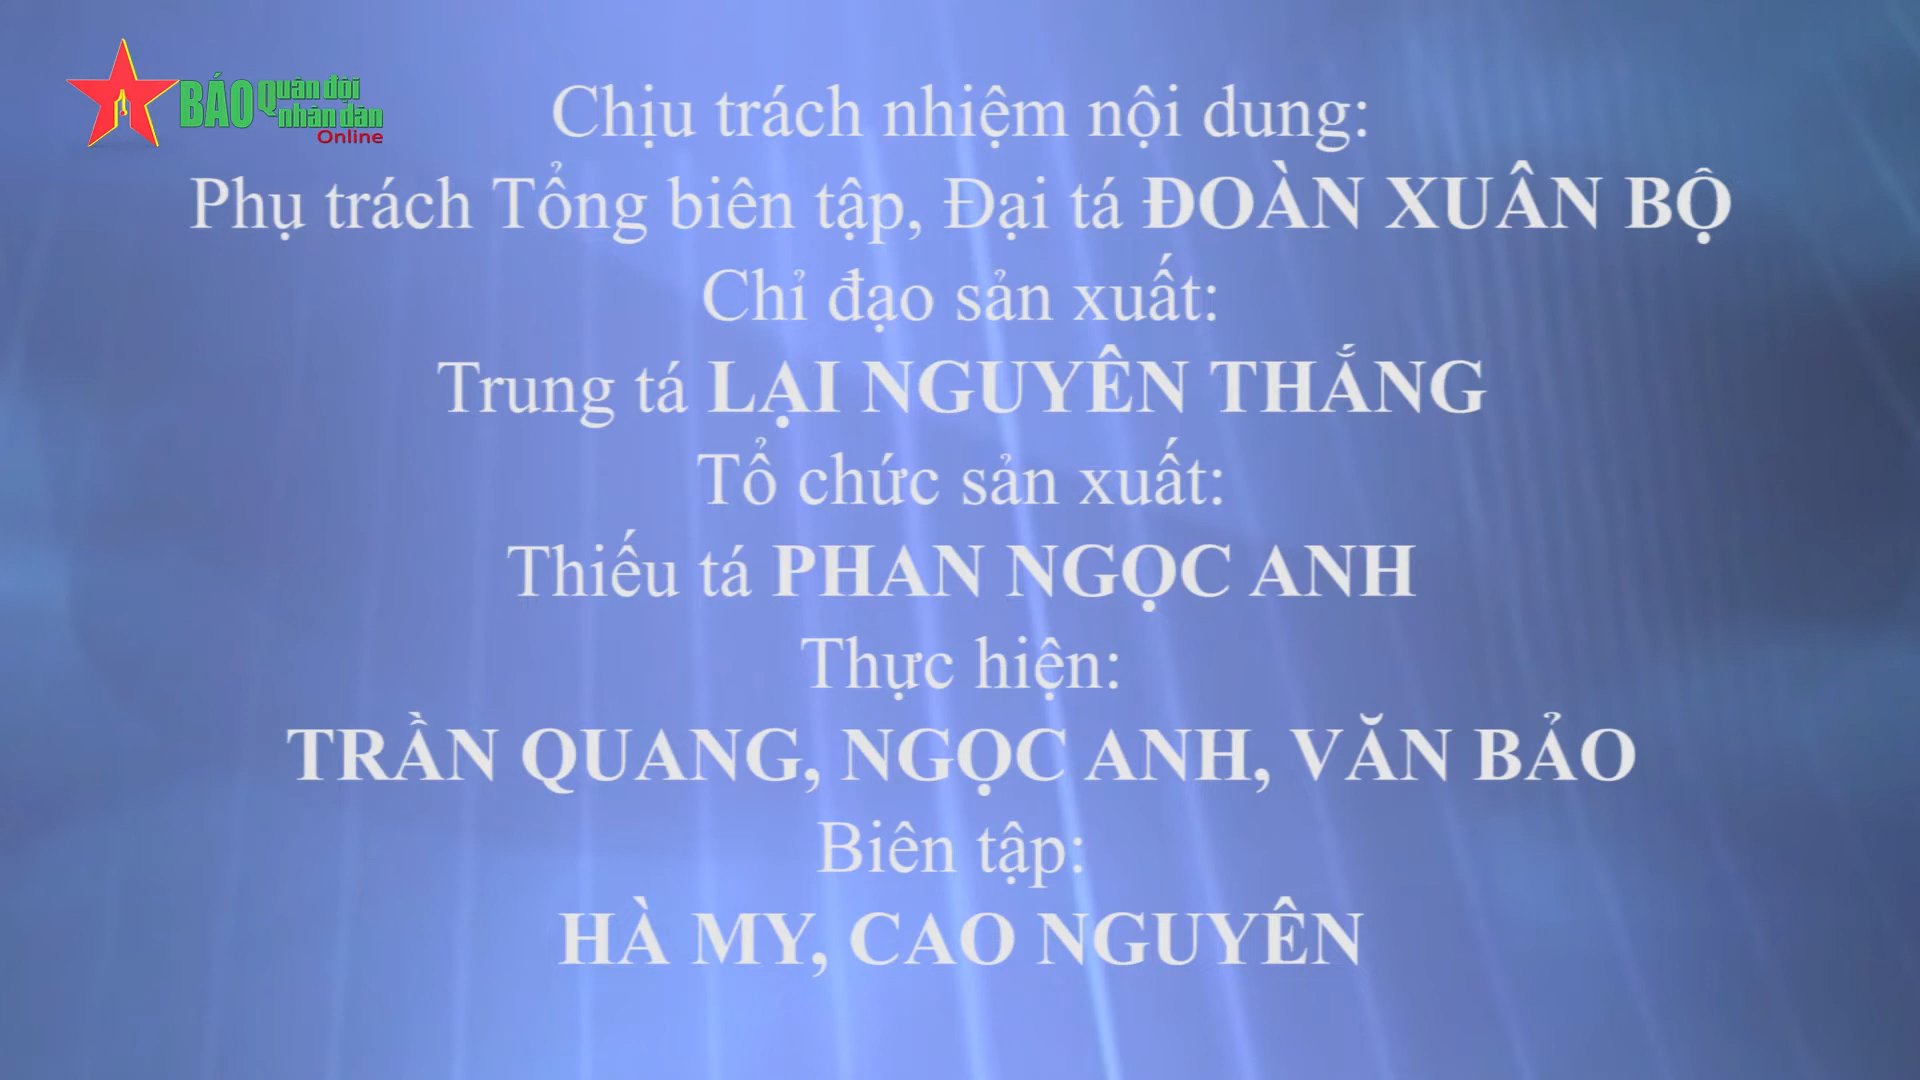 BÁO Quân đội
nhân dân
Online
Chịu trách nhiệm nội dung:
Phụ trách Tổng biên tập, Đại tá ĐOÀN XUÂN BỘ
Chỉ đạo sản xuất:
Trung tá LẠI NGUYÊN THẮNG
Tổ chức sản xuất:
Thiếu tá PHAN NGỌC ANH
Thực hiện:
TRẦN QUANG, NGỌC ANH, VĂN BẢO
Biên tập:
HÀ MY, CAO NGUYÊN